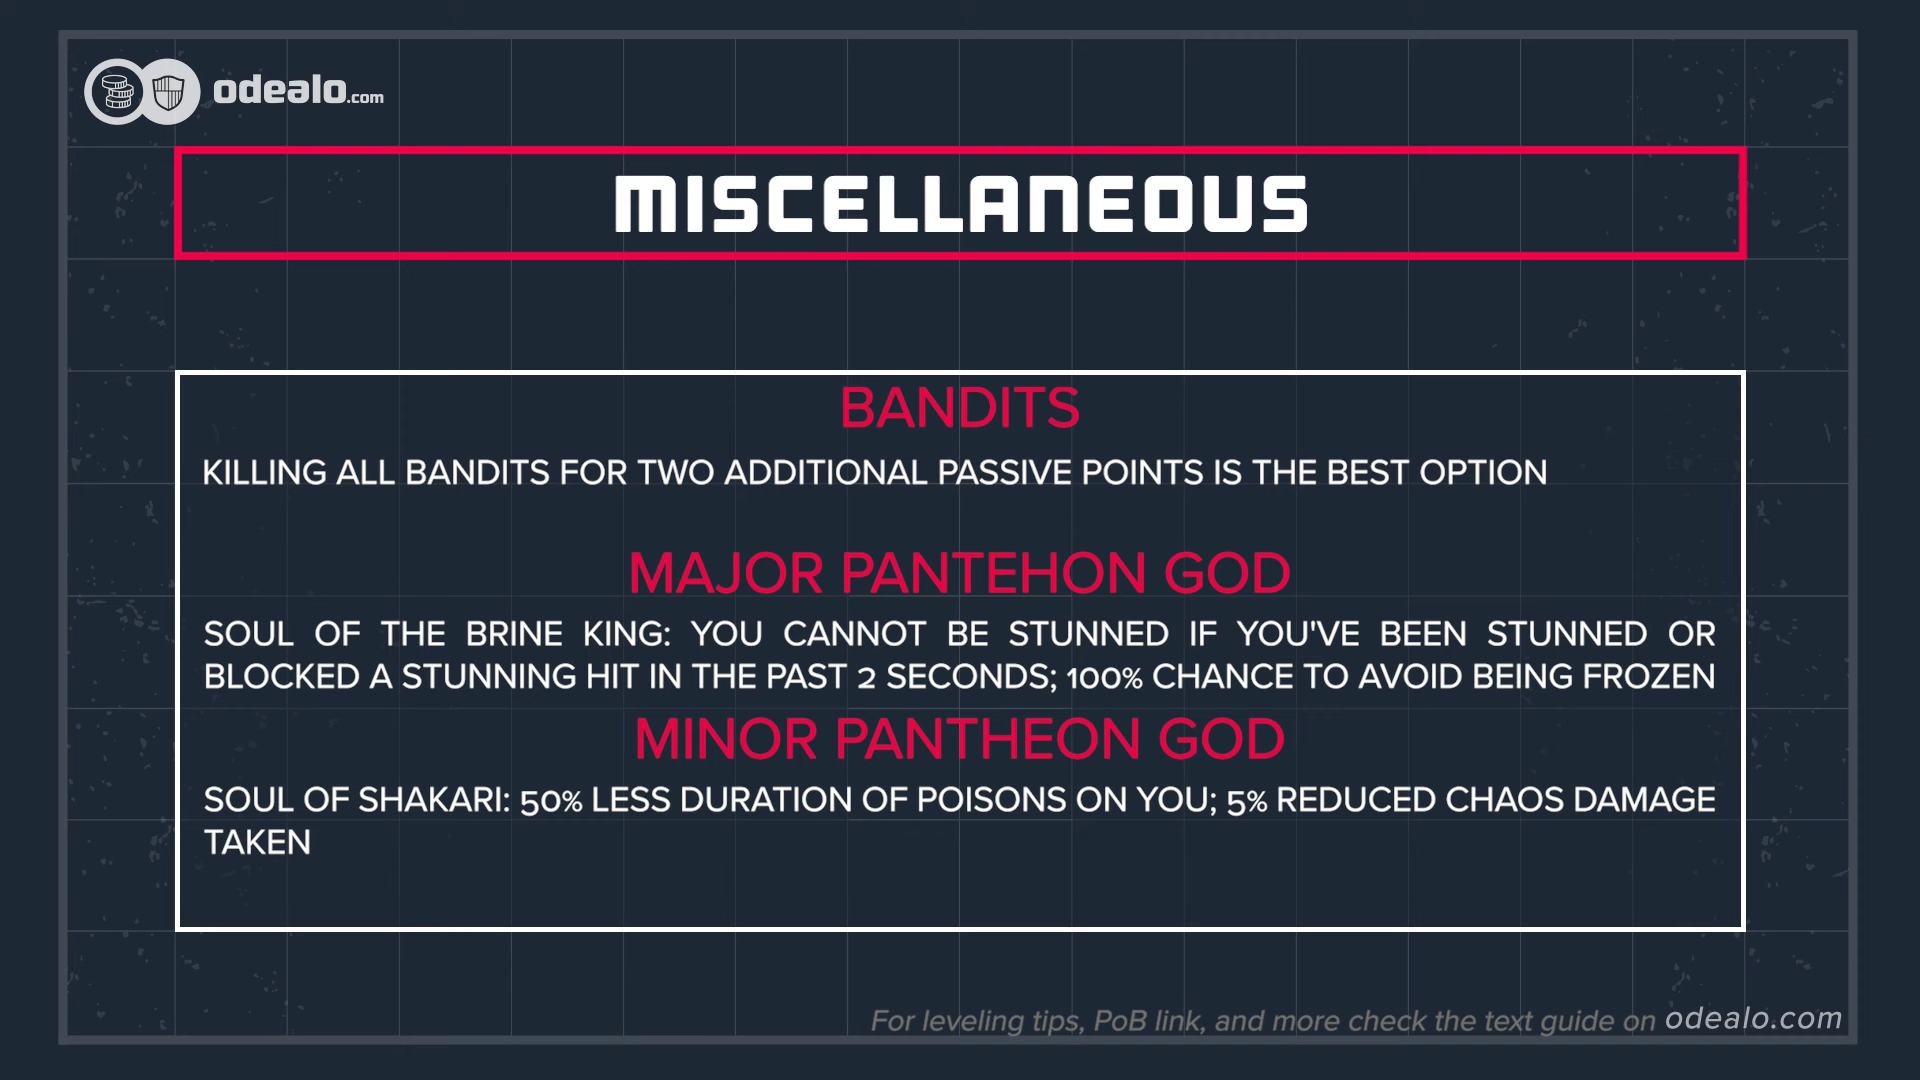 odealo.com
MISCELLANEOUS
BANDITS
KILLING ALL BANDITS FOR TWO ADDITIONAL PASSIVE POINTS IS THE BEST OPTION
MAJOR PANTEHON GOD
SOUL OF THE BRINE KING: YOU CANNOT BE STUNNED IF YOU'VE BEEN STUNNED OR
BLOCKED A STUNNING HIT IN THE PAST 2 SECONDS; 100% CHANCE TO AVOID BEING FROZEN
MINOR PANTHEON GOD
SOUL OF SHAKARI: 50% LESS DURATION OF POISONS ON YOU; 5% REDUCED CHAOS DAMAGE
TAKEN
For leveling tips, PoB link, and more check the text guide on odealo.com